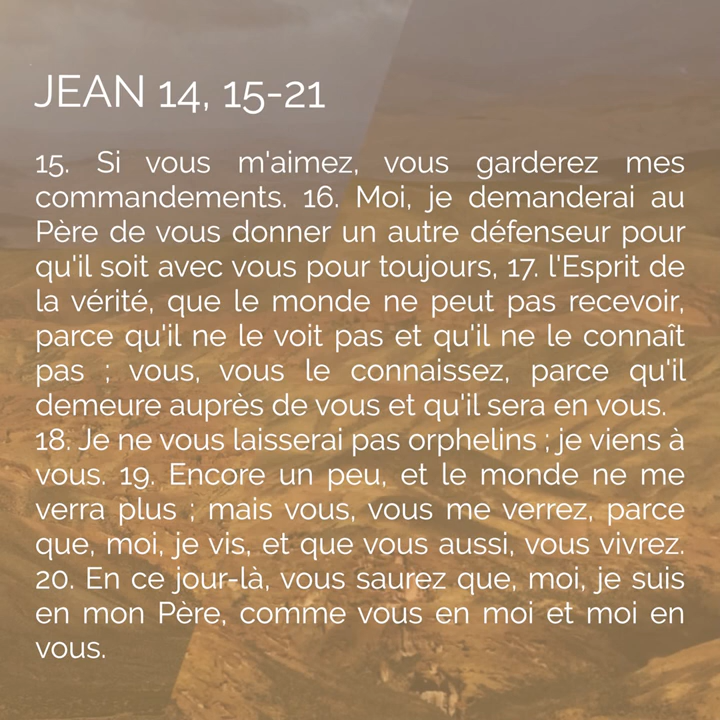 JEAN 14, 15-21
15. Si vous m'aimez, vous garderez mes
commandements. 16. Moi, je demanderai au
Père de vous donner un autre défenseur pour
qu'il soit avec vous pour toujours, 17. l'Esprit de
la vérité, que le monde ne peut pas recevoir,
parce qu'il ne le voit pas et qu'il ne le connaît
pas ; vous, vous le connaissez, parce qu'il
demeure auprès de vous et qu'il sera en vous.
18. Je ne vous laisserai pas orphelins ; je viens à
vous. 19. Encore un peu, et le monde ne me
verra plus ; mais vous, vous me verrez, parce
que, moi, je vis, et que vous aussi, vous vivrez.
20. En ce jour-là, vous saurez que, moi, je suis
en mon Père, comme vous en moi et moi en
vous.